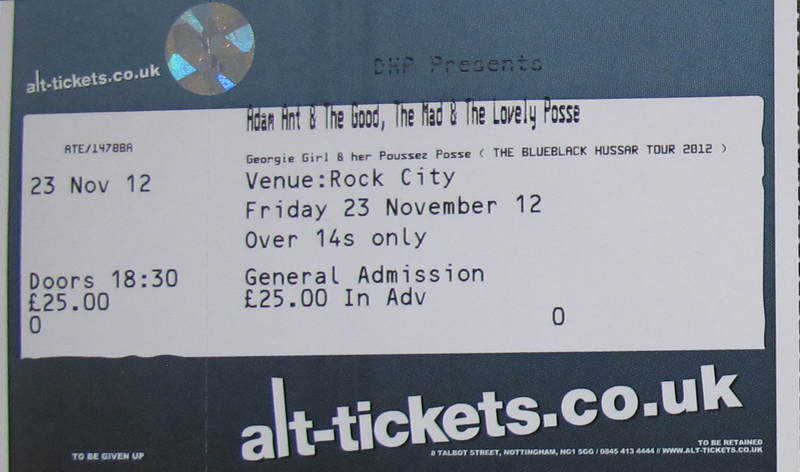 alt-tickets.co.uk
DHP Presents
Adam Ant & The Good, The Mad & The Lovely Posse
ATE/14788A
Georgie Girl & her Poussez Posse ( THE BLUEBLACK HUSSAR TOUR 2012 )
23 Nov 12
Venue:Rock City
Friday 23 November 12
Over 14s only
Doors 18:30
General Admission
£25.00
£25.00 In Adv
0
0
alt-tickets.co.uk
TO BE GIVEN UP
TO BE RETAINED
8 TALBOT STREET, NOTTINGHAM, NG1 5GG / 0845 413 4444 // WWW.ALT-TICKETS.CO.UK